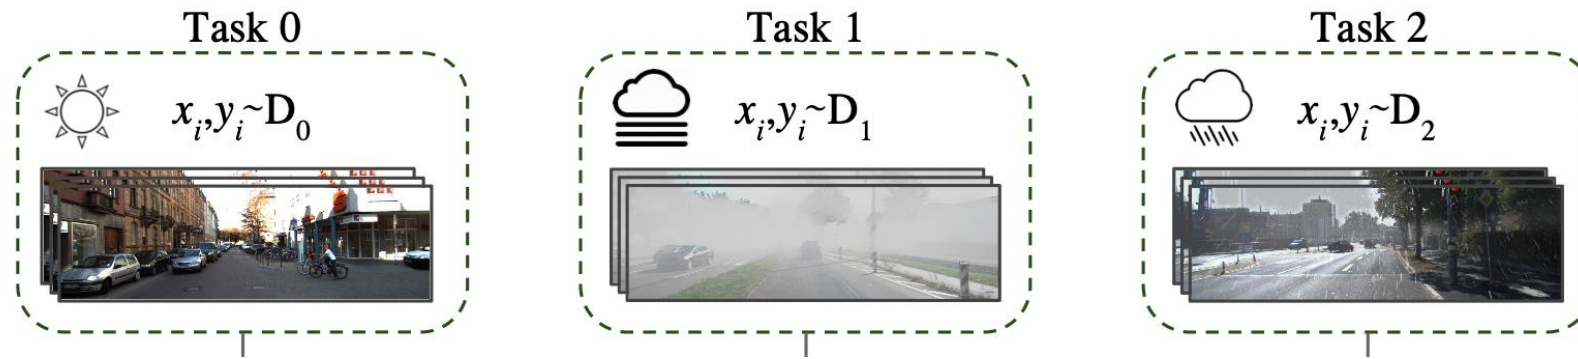 Task 0
Task 1
Task 2
x_i,y_i~D_0
x_i,y_i~D_1
x_i,y_i~D_2